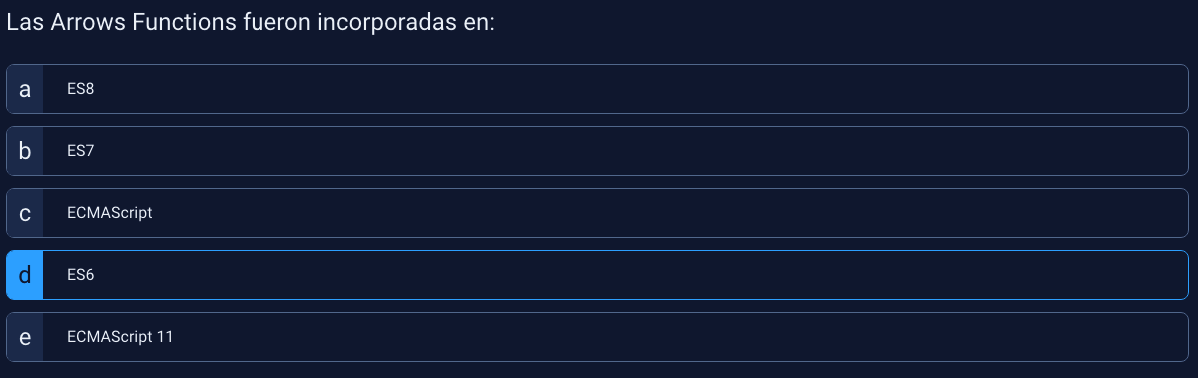 Las Arrows Functions fueron incorporadas en:
a ES8
b ES7
c ECMAScript
d ES6
e ECMAScript 11